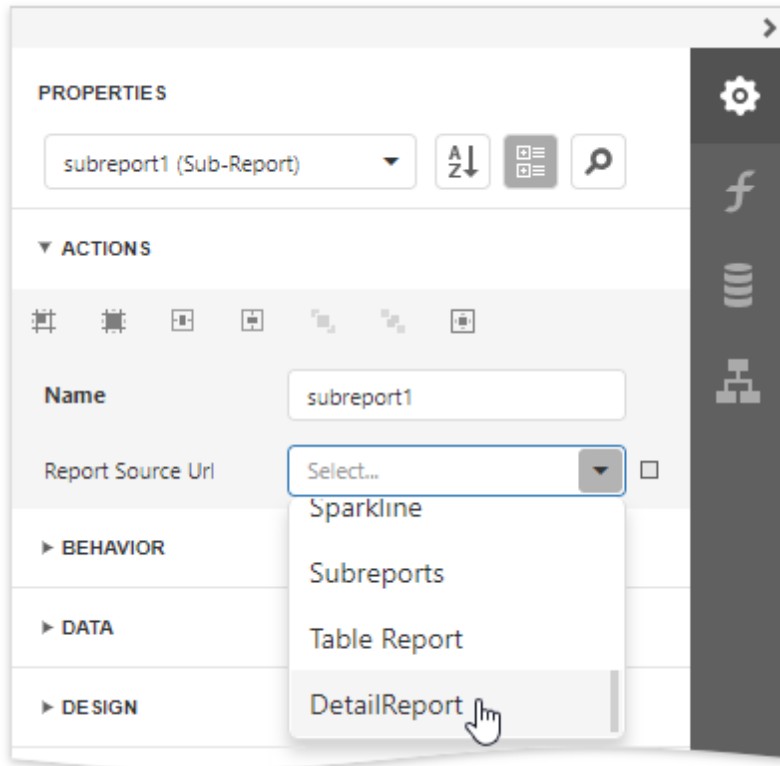 PROPERTIES
subreport1 (Sub-Report)
A
Z
ACTIONS
Name
subreport1
Report Source Url
Select...
Sparkline
Subreports
Table Report
DetailReport
BEHAVIOR
DATA
DESIGN